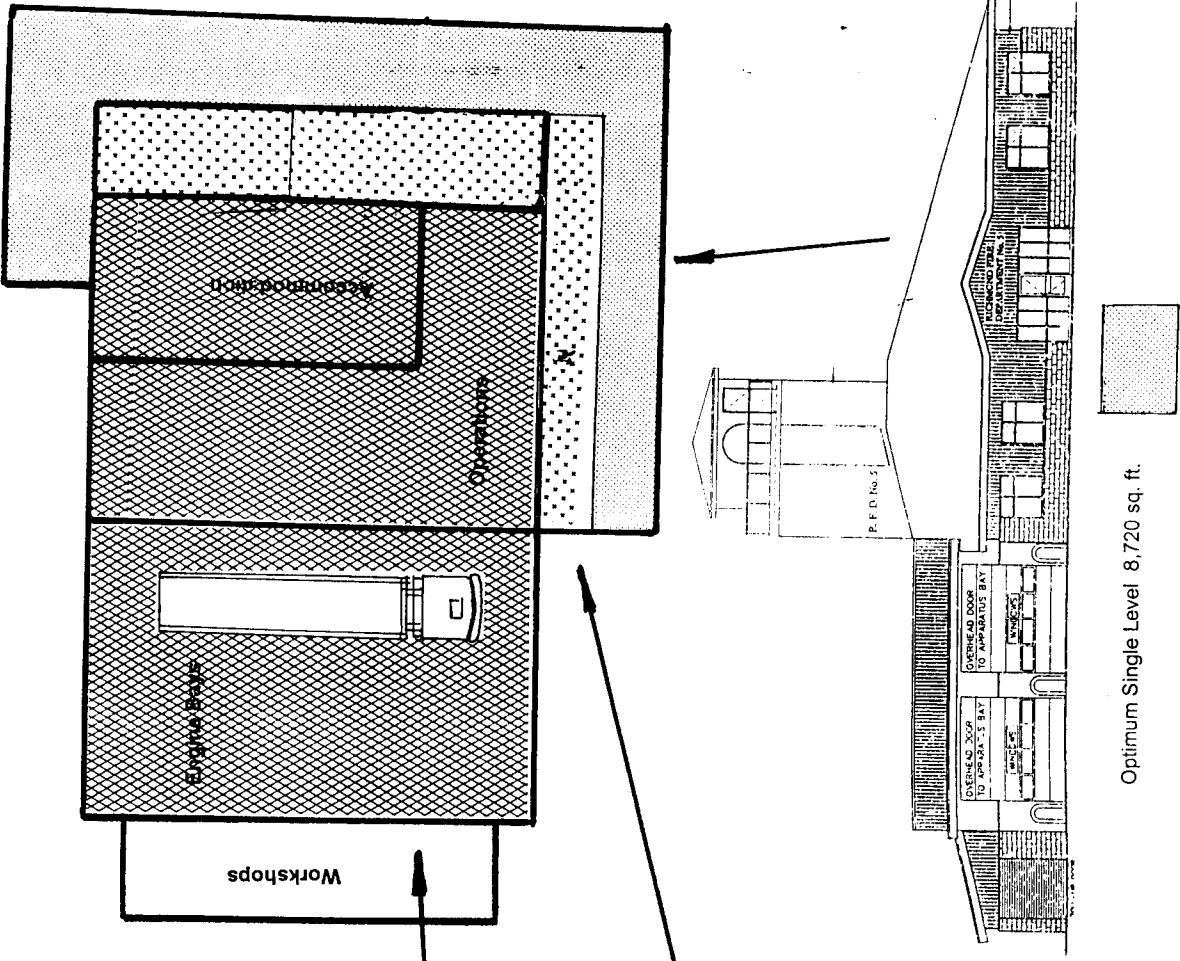 Accommodation
Operations
Engine Bays
Workshops
RICHMOND FIRE
DEPARTMENT No.
R.F.D. No. 5
OVERHEAD DOOR
TO APPARATUS BAY
WINDOWS
OVERHEAD DOOR
TO APPARATUS BAY
WINDOWS
Optimum Single Level 8,720 sq. ft.